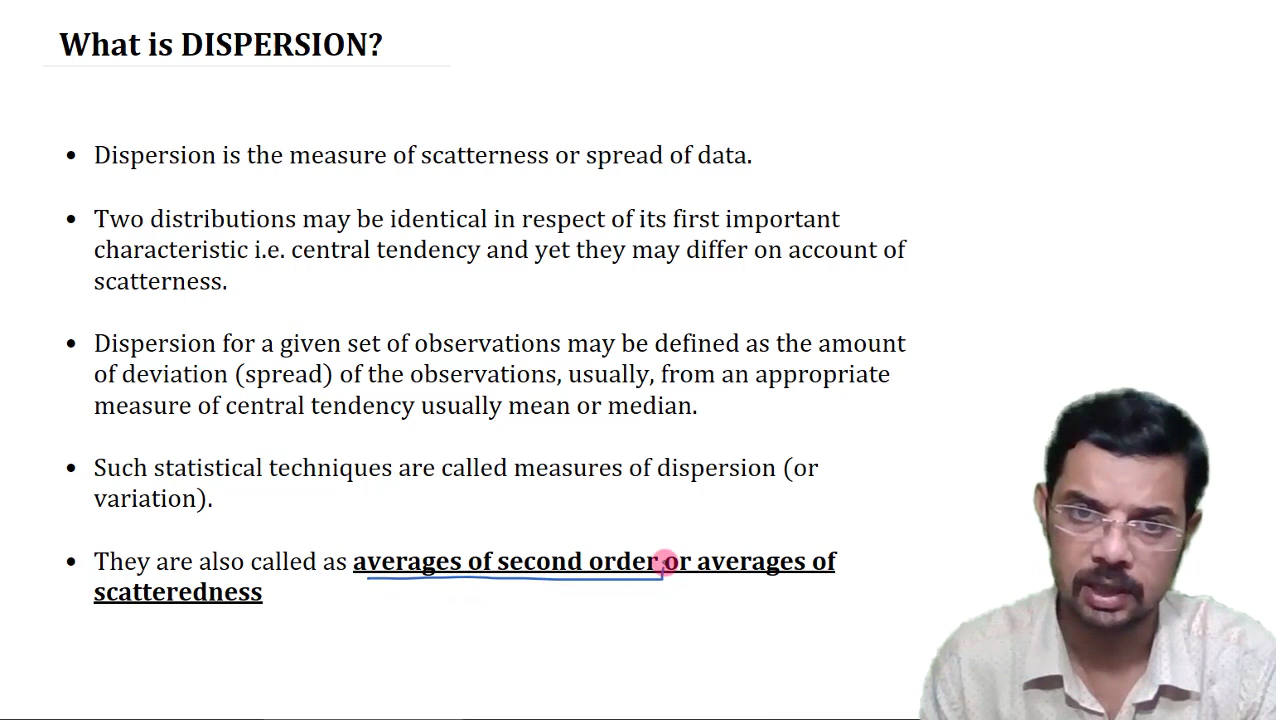 What is DISPERSION?
• Dispersion is the measure of scatterness or spread of data.
• Two distributions may be identical in respect of its first important
characteristic i.e. central tendency and yet they may differ on account of
scatterness.
• Dispersion for a given set of observations may be defined as the amount
of deviation (spread) of the observations, usually, from an appropriate
measure of central tendency usually mean or median.
• Such statistical techniques are called measures of dispersion (or
variation).
• They are also called as averages of second order or averages of
scatteredness